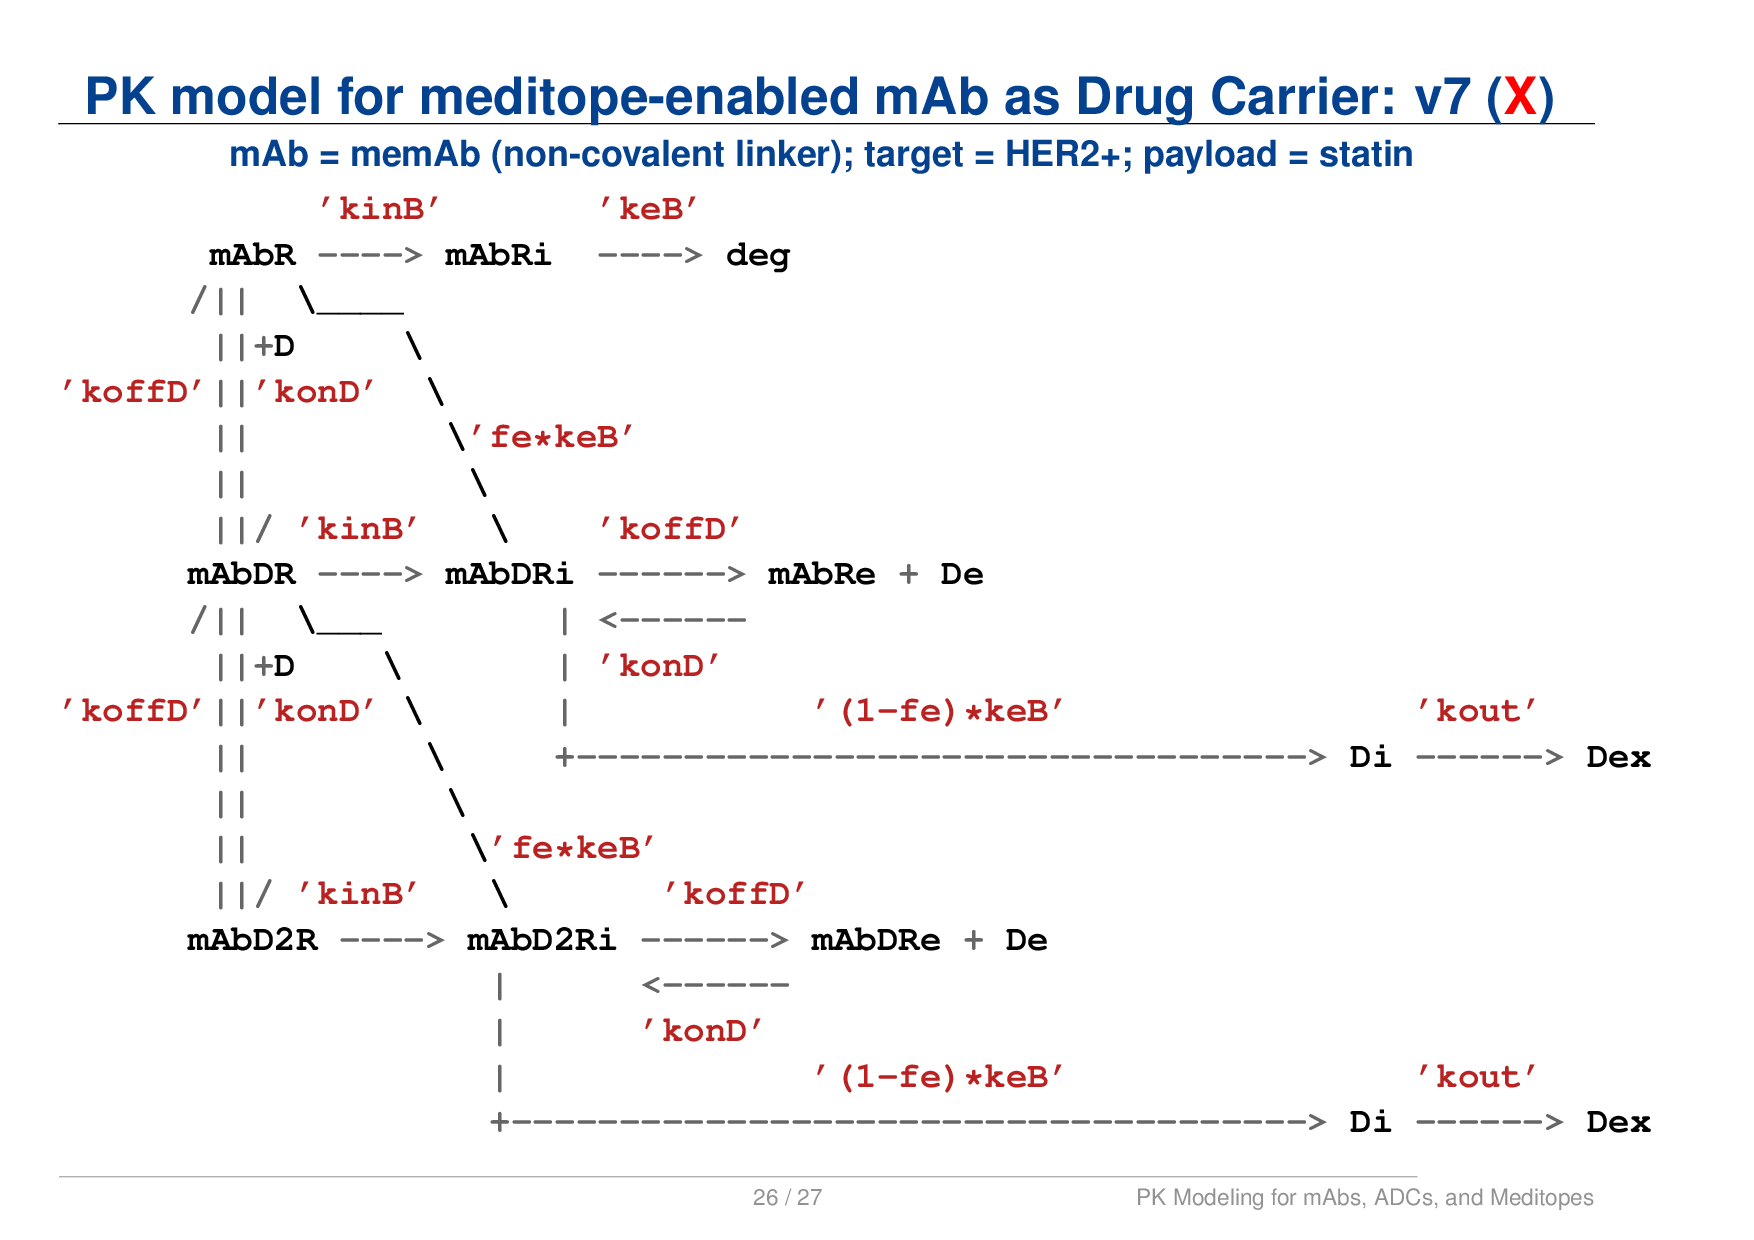 PK model for meditope-enabled mAb as Drug Carrier: v7 (X)
mAb = memAb (non-covalent linker); target = HER2+; payload = statin
'kinB' 'keB'
mAbR ----> mAbRi ----> deg
/|| \____
||+D \
'koffD'||'konD' \
|| \'fe*keB'
|| \
||/ 'kinB' \ 'koffD'
mAbDR ----> mAbDRi ------> mAbRe + De
/|| \___ | <------
||+D \ | 'konD'
'koffD'||'konD' \ | '(1-fe)*keB' 'kout'
|| \ +----------------------------------> Di ------> Dex
|| \
|| \'fe*keB'
||/ 'kinB' \ 'koffD'
mAbD2R ----> mAbD2Ri ------> mAbDRe + De
| <------
| 'konD'
| '(1-fe)*keB' 'kout'
+-------------------------------------> Di ------> Dex
26 / 27 PK Modeling for mAbs, ADCs, and Meditopes